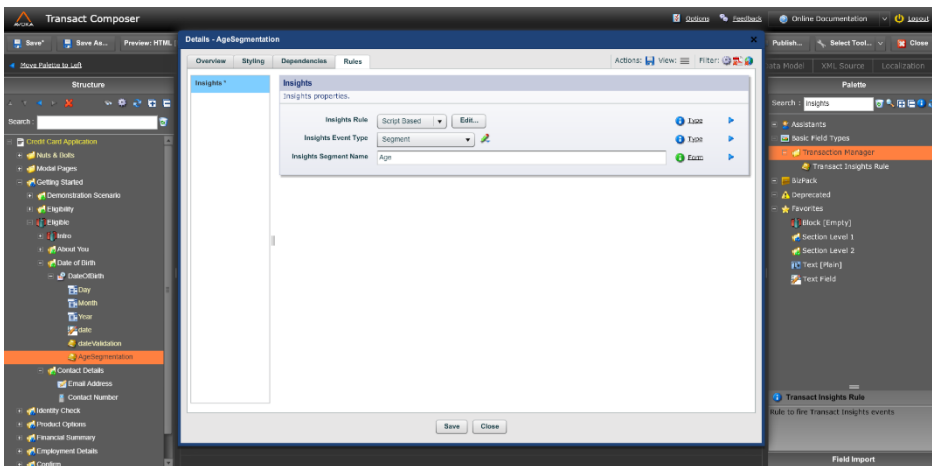 AVOKA Transact Composer Options Feedback Online Documentation Logout
Save* Save As... Preview: HTML Details - AgeSegmentation Publish... Select Tool... Close
Move Palette to Left Overview Styling Dependencies Rules Actions: View: Filter: ata Model XML Source Localization
Structure Insights * Insights Palette
Insights properties.
Search : insights
Search : Insights Rule Script Based Edit... Type Assistants
Credit Card Application Insights Event Type Segment Type Basic Field Types
Nuts & Bolts Insights Segment Name Age Form Transaction Manager
Modal Pages Transact Insights Rule
Getting Started BizPack
Demonstration Scenario Deprecated
Eligibility Favorites
Eligible Block [Empty]
Intro Section Level 1
About You Section Level 2
Date of Birth Text [Plain]
DateOfBirth Text Field
Day
Month
Year
date
dateValidation
AgeSegmentation
Contact Details
Email Address
Contact Number Transact Insights Rule
Identity Check Rule to fire Transact Insights events
Product Options Save Close
Financial Summary
Employment Details
Confirm Field Import